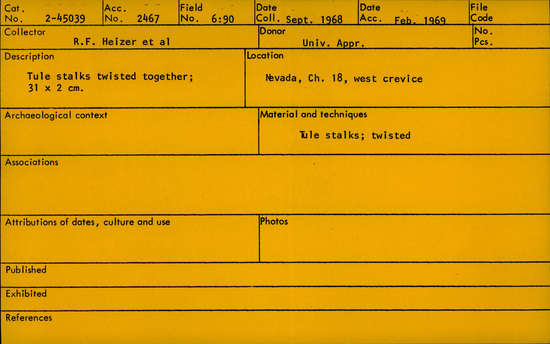 Cat. No. 2-45039 Acc. No. 2467 Field No. 6:90 Date Coll. Sept. 1968 Date Acc. Feb. 1969 File Code
Collector R.F. Heizer et al Donor Univ. Appr. No. Pcs.
Description Location
Tule stalks twisted together; Nevada, Ch. 18, west crevice
31 x 2 cm.
Archaeological context Material and techniques
Tule stalks; twisted
Associations
Attributions of dates, culture and use Photos
Published
Exhibited
References